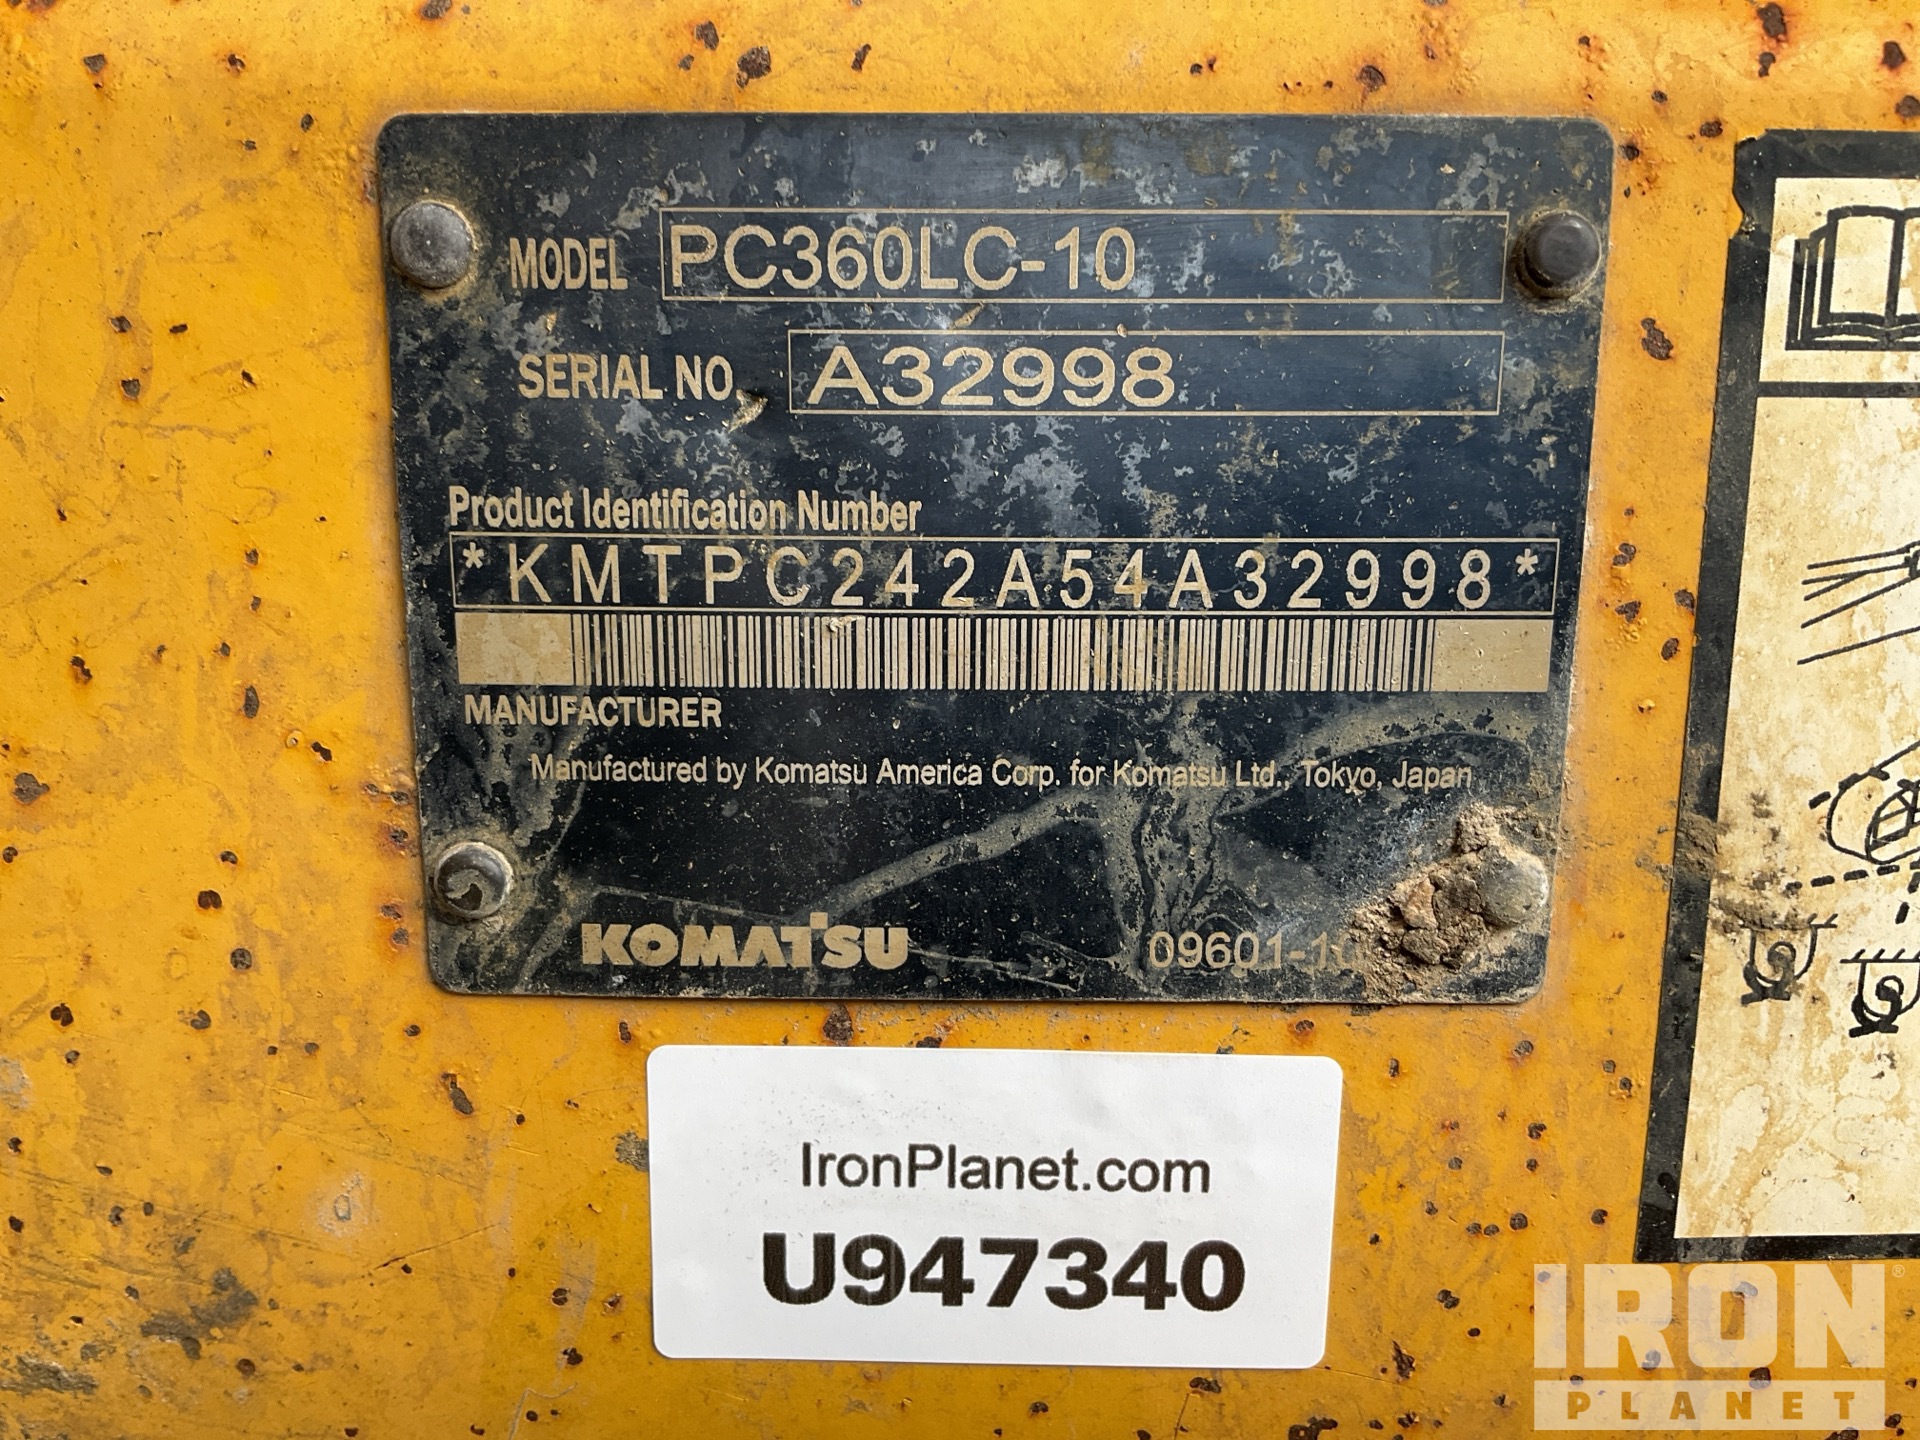 MODEL PC360LC-10
SERIAL NO. A32998
Product Identification Number
*KMTPC242A54A32998*
MANUFACTURER
Manufactured by Komatsu America Corp. for Komatsu Ltd., Tokyo, Japan
KOMATSU
IronPlanet.com
U947340
IRON®
PLANET